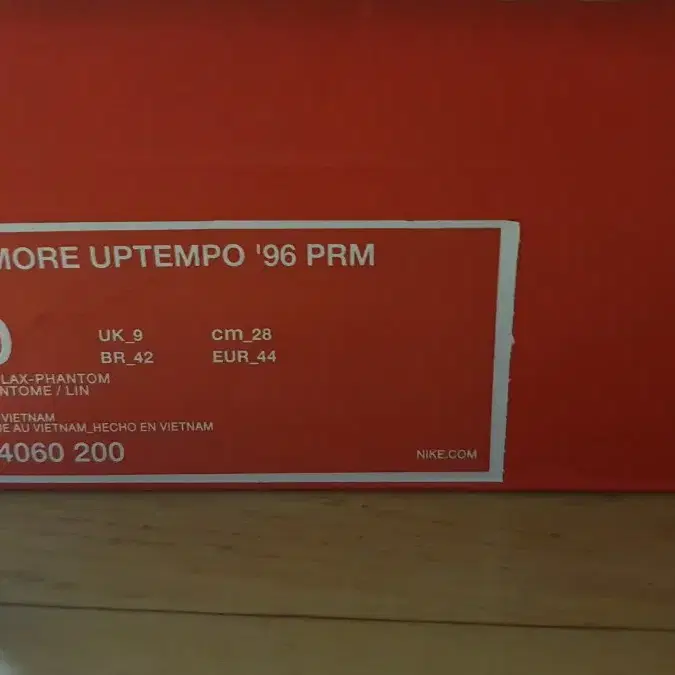 MORE UPTEMPO '96 PRM
UK_9 cm_28
BR_42 EUR_44
LAX-PHANTOM
NTOME / LIN
VIETNAM
E AU VIETNAM_HECHO EN VIETNAM
4060 200
NIKE.COM